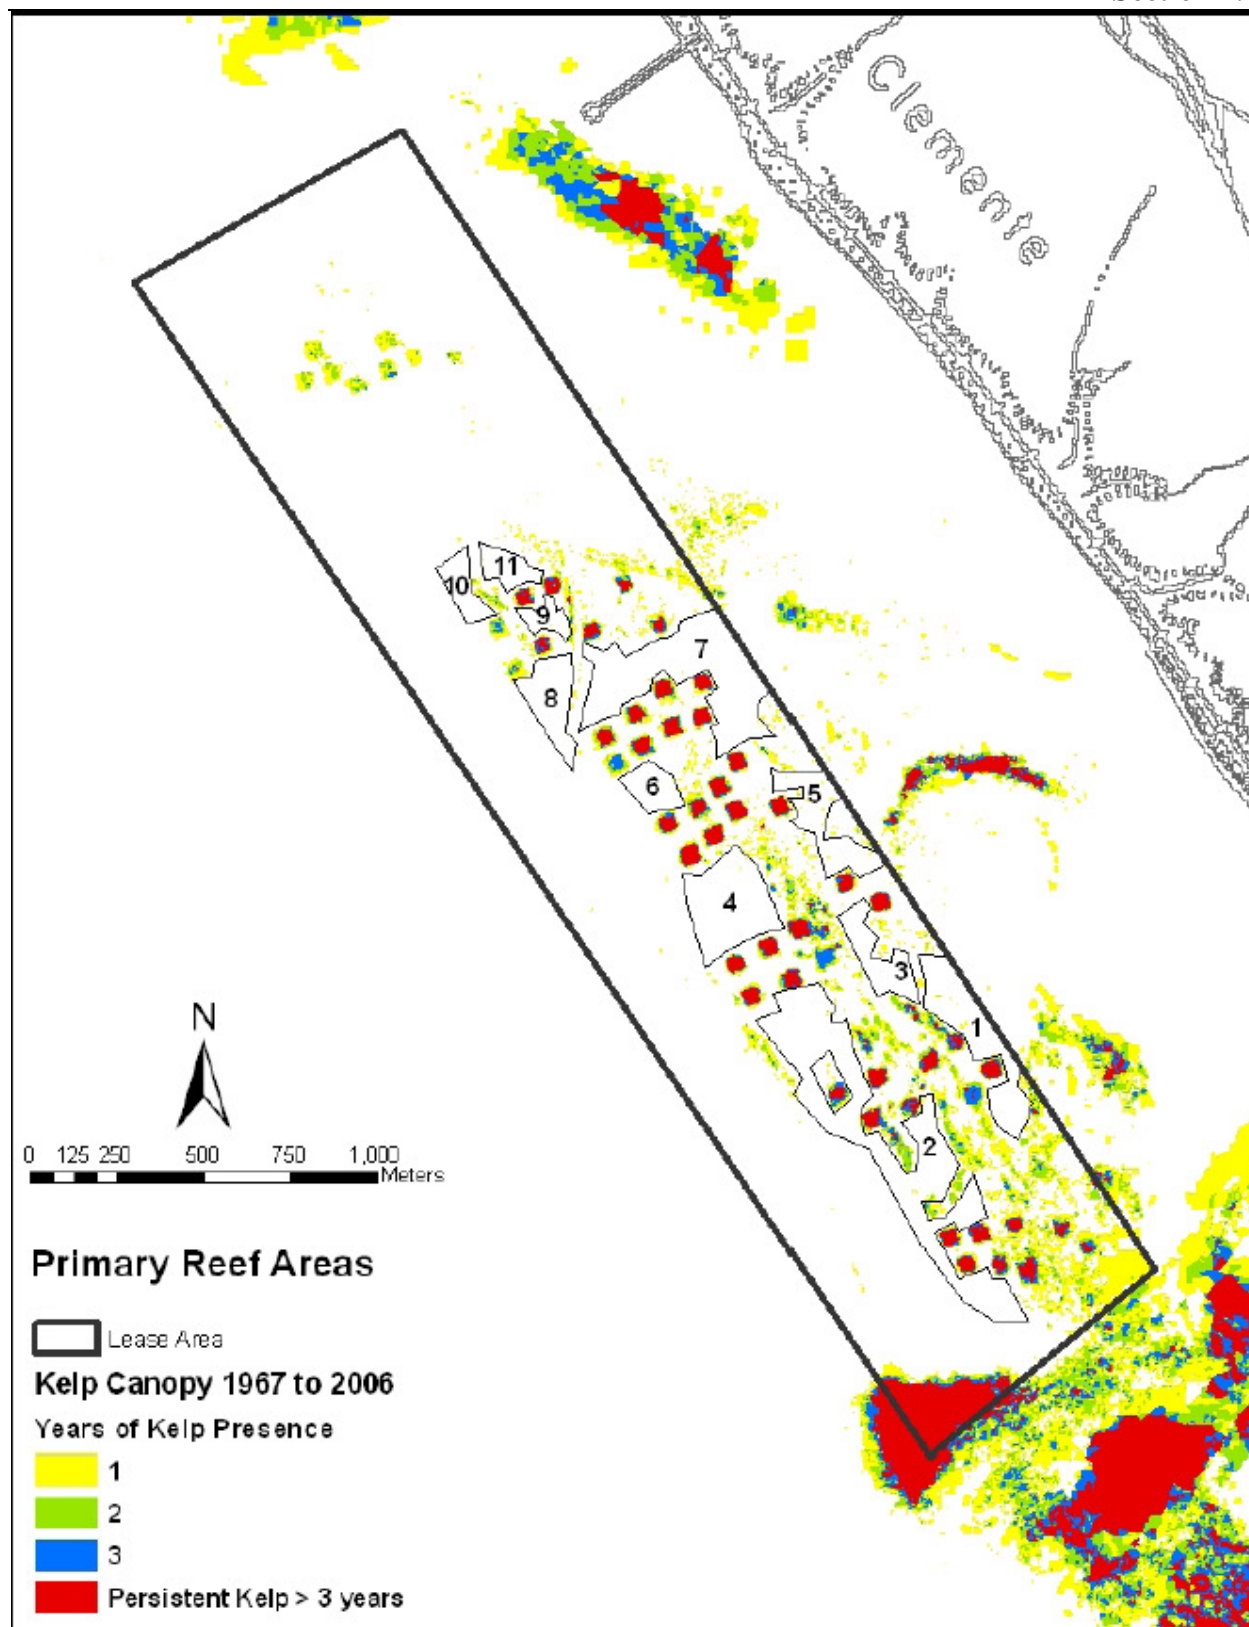 Clemente
10
11
9
7
8
6
5
4
3
1
2
N
0 125 250 500 750 1,000
Meters
Primary Reef Areas
Lease Area
Kelp Canopy 1967 to 2006
Years of Kelp Presence
1
2
3
Persistent Kelp > 3 years